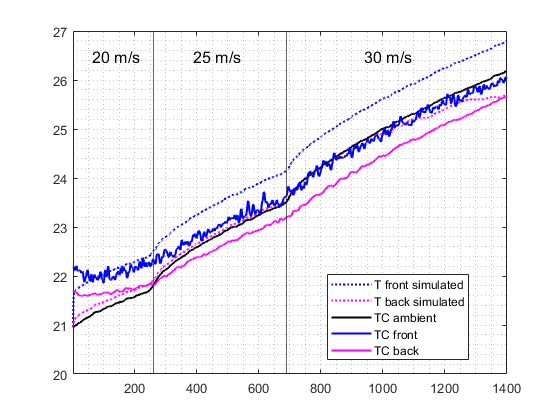 27
20 m/s 25 m/s 30 m/s
26
25
24
23
22
21
20
T front simulated
T back simulated
TC ambient
TC front
TC back
200 400 600 800 1000 1200 1400